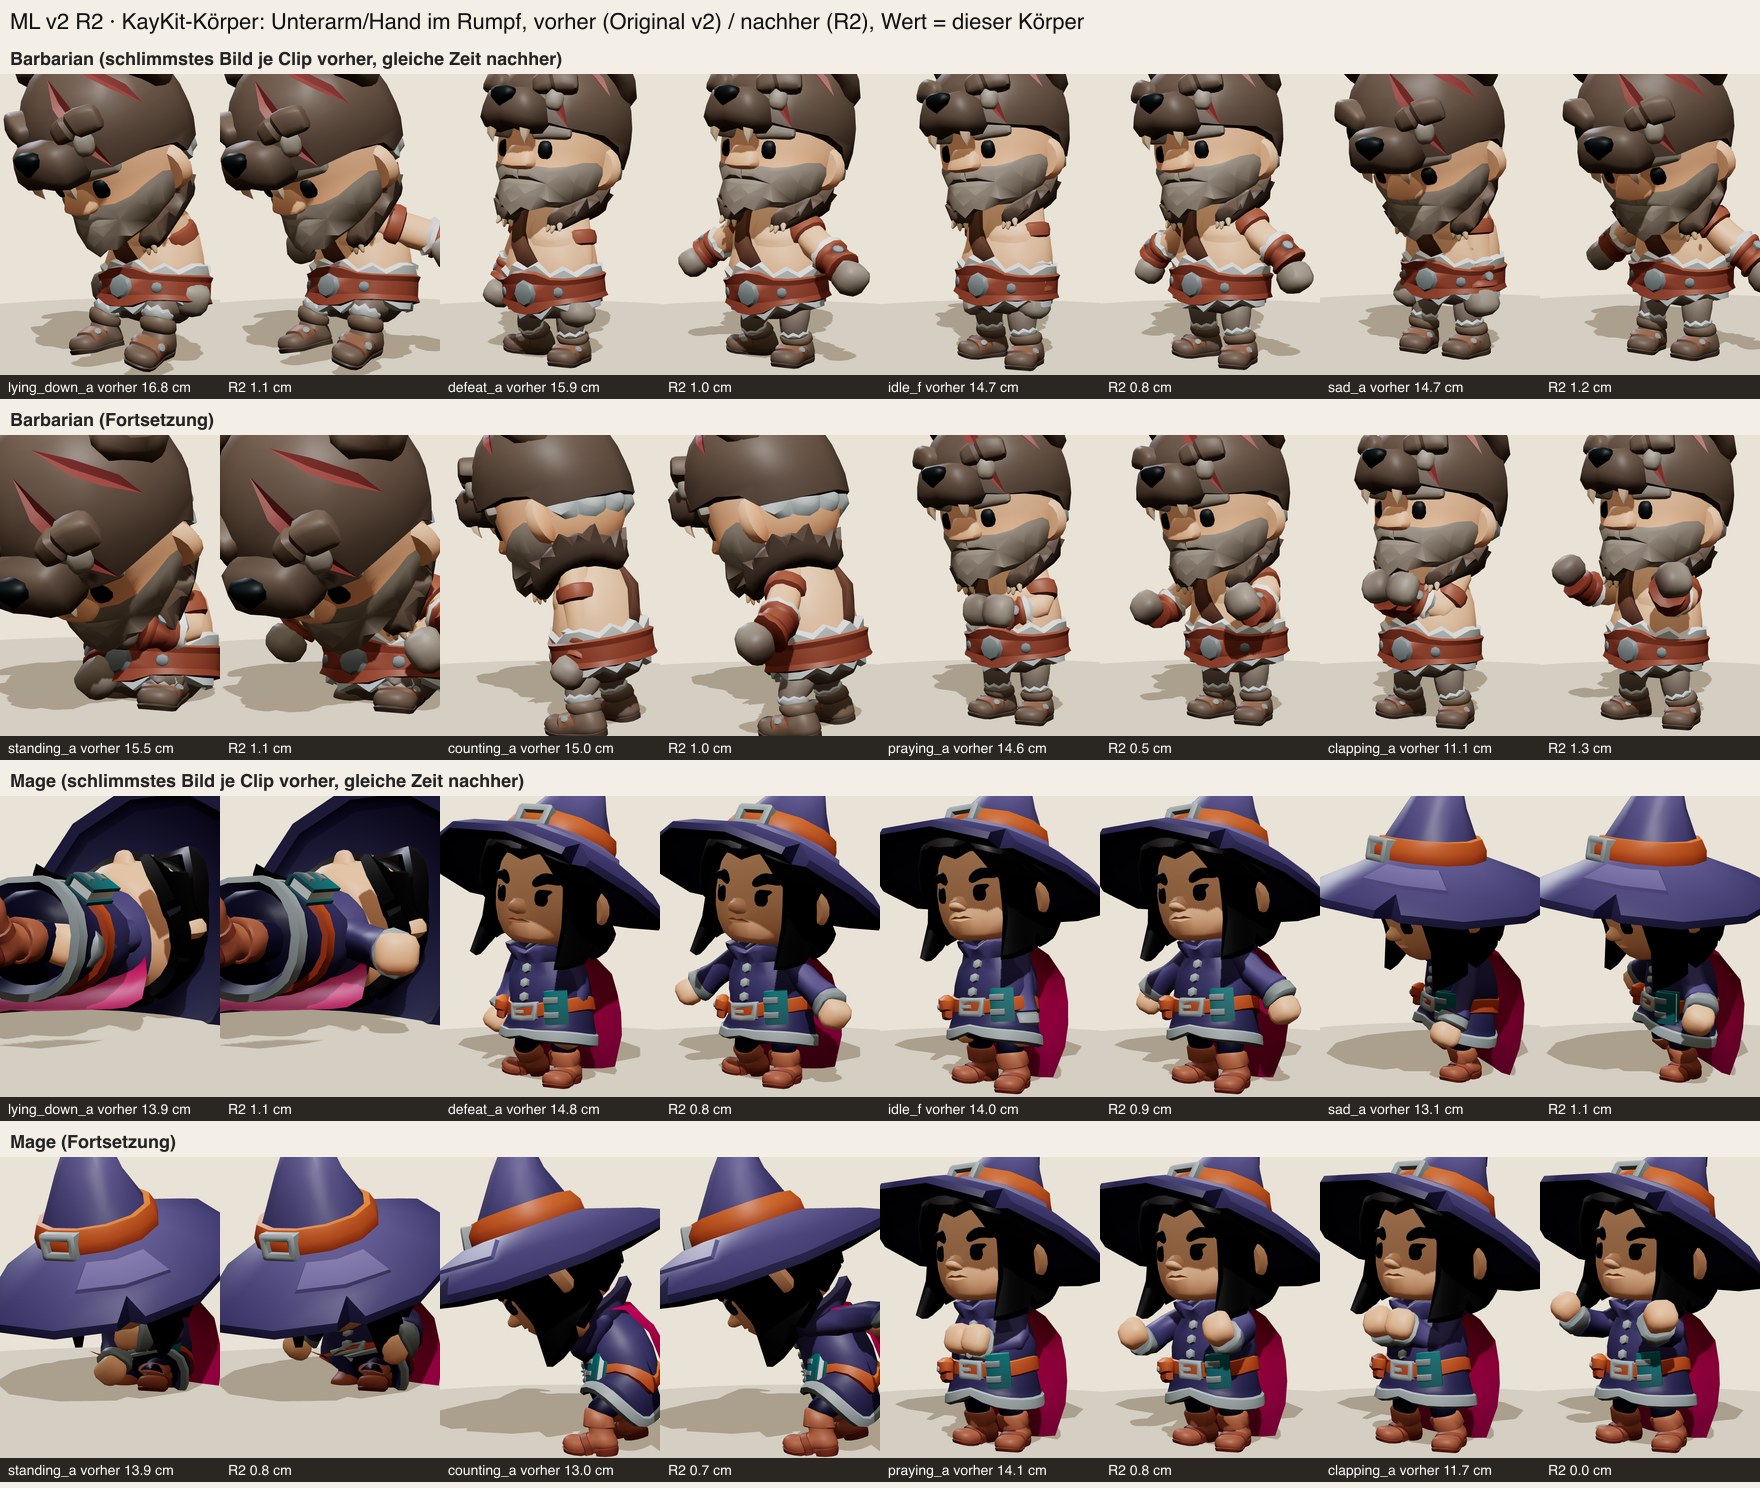 ML v2 R2 · KayKit-Körper: Unterarm/Hand im Rumpf, vorher (Original v2) / nachher (R2), Wert = dieser Körper
Barbarian (schlimmstes Bild je Clip vorher, gleiche Zeit nachher)
lying_down_a vorher 16.8 cm R2 1.1 cm defeat_a vorher 15.9 cm R2 1.0 cm idle_f vorher 14.7 cm R2 0.8 cm sad_a vorher 14.7 cm R2 1.2 cm
Barbarian (Fortsetzung)
standing_a vorher 15.5 cm R2 1.1 cm counting_a vorher 15.0 cm R2 1.0 cm praying_a vorher 14.6 cm R2 0.5 cm clapping_a vorher 11.1 cm R2 1.3 cm
Mage (schlimmstes Bild je Clip vorher, gleiche Zeit nachher)
lying_down_a vorher 13.9 cm R2 1.1 cm defeat_a vorher 14.8 cm R2 0.8 cm idle_f vorher 14.0 cm R2 0.9 cm sad_a vorher 13.1 cm R2 1.1 cm
Mage (Fortsetzung)
standing_a vorher 13.9 cm R2 0.8 cm counting_a vorher 13.0 cm R2 0.7 cm praying_a vorher 14.1 cm R2 0.8 cm clapping_a vorher 11.7 cm R2 0.0 cm